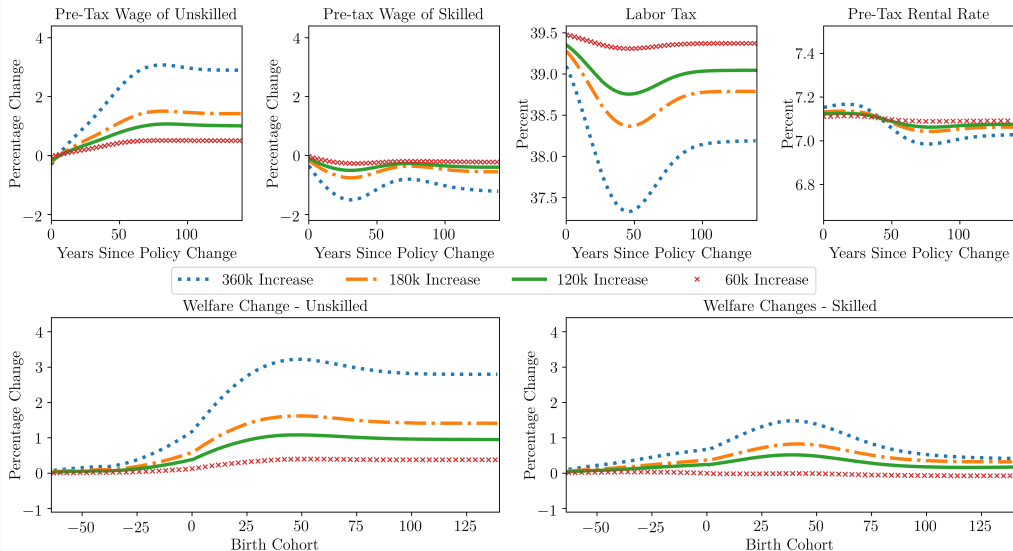 Pre-Tax Wage of Unskilled
Percentage Change
4
2
0
−2
0
50
100
Years Since Policy Change
Pre-tax Wage of Skilled
Percentage Change
4
2
0
−2
0
50
100
Years Since Policy Change
Labor Tax
Percent
39.5
39.0
38.5
38.0
37.5
0
50
100
Years Since Policy Change
Pre-Tax Rental Rate
Percent
7.4
7.2
7.0
6.8
0
50
100
Years Since Policy Change
360k Increase
180k Increase
120k Increase
60k Increase
Welfare Change - Unskilled
Percentage Change
4
3
2
1
0
−1
−50
−25
0
25
50
75
100
125
Birth Cohort
Welfare Changes - Skilled
Percentage Change
4
3
2
1
0
−1
−50
−25
0
25
50
75
100
125
Birth Cohort